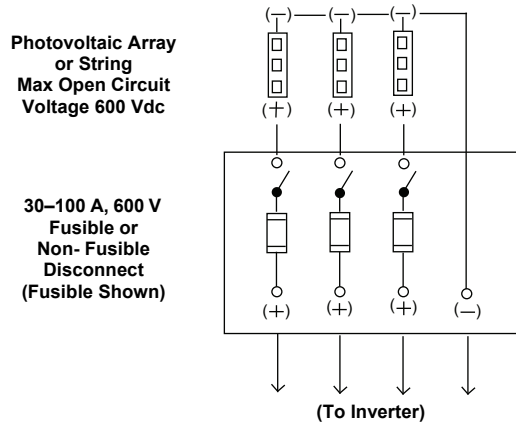 (−) (−) (−)
Photovoltaic Array
or String
Max Open Circuit
Voltage 600 Vdc
(+) (+) (+)
30–100 A, 600 V
Fusible or
Non- Fusible
Disconnect
(Fusible Shown)
(+) (+) (+) (−)
(To Inverter)